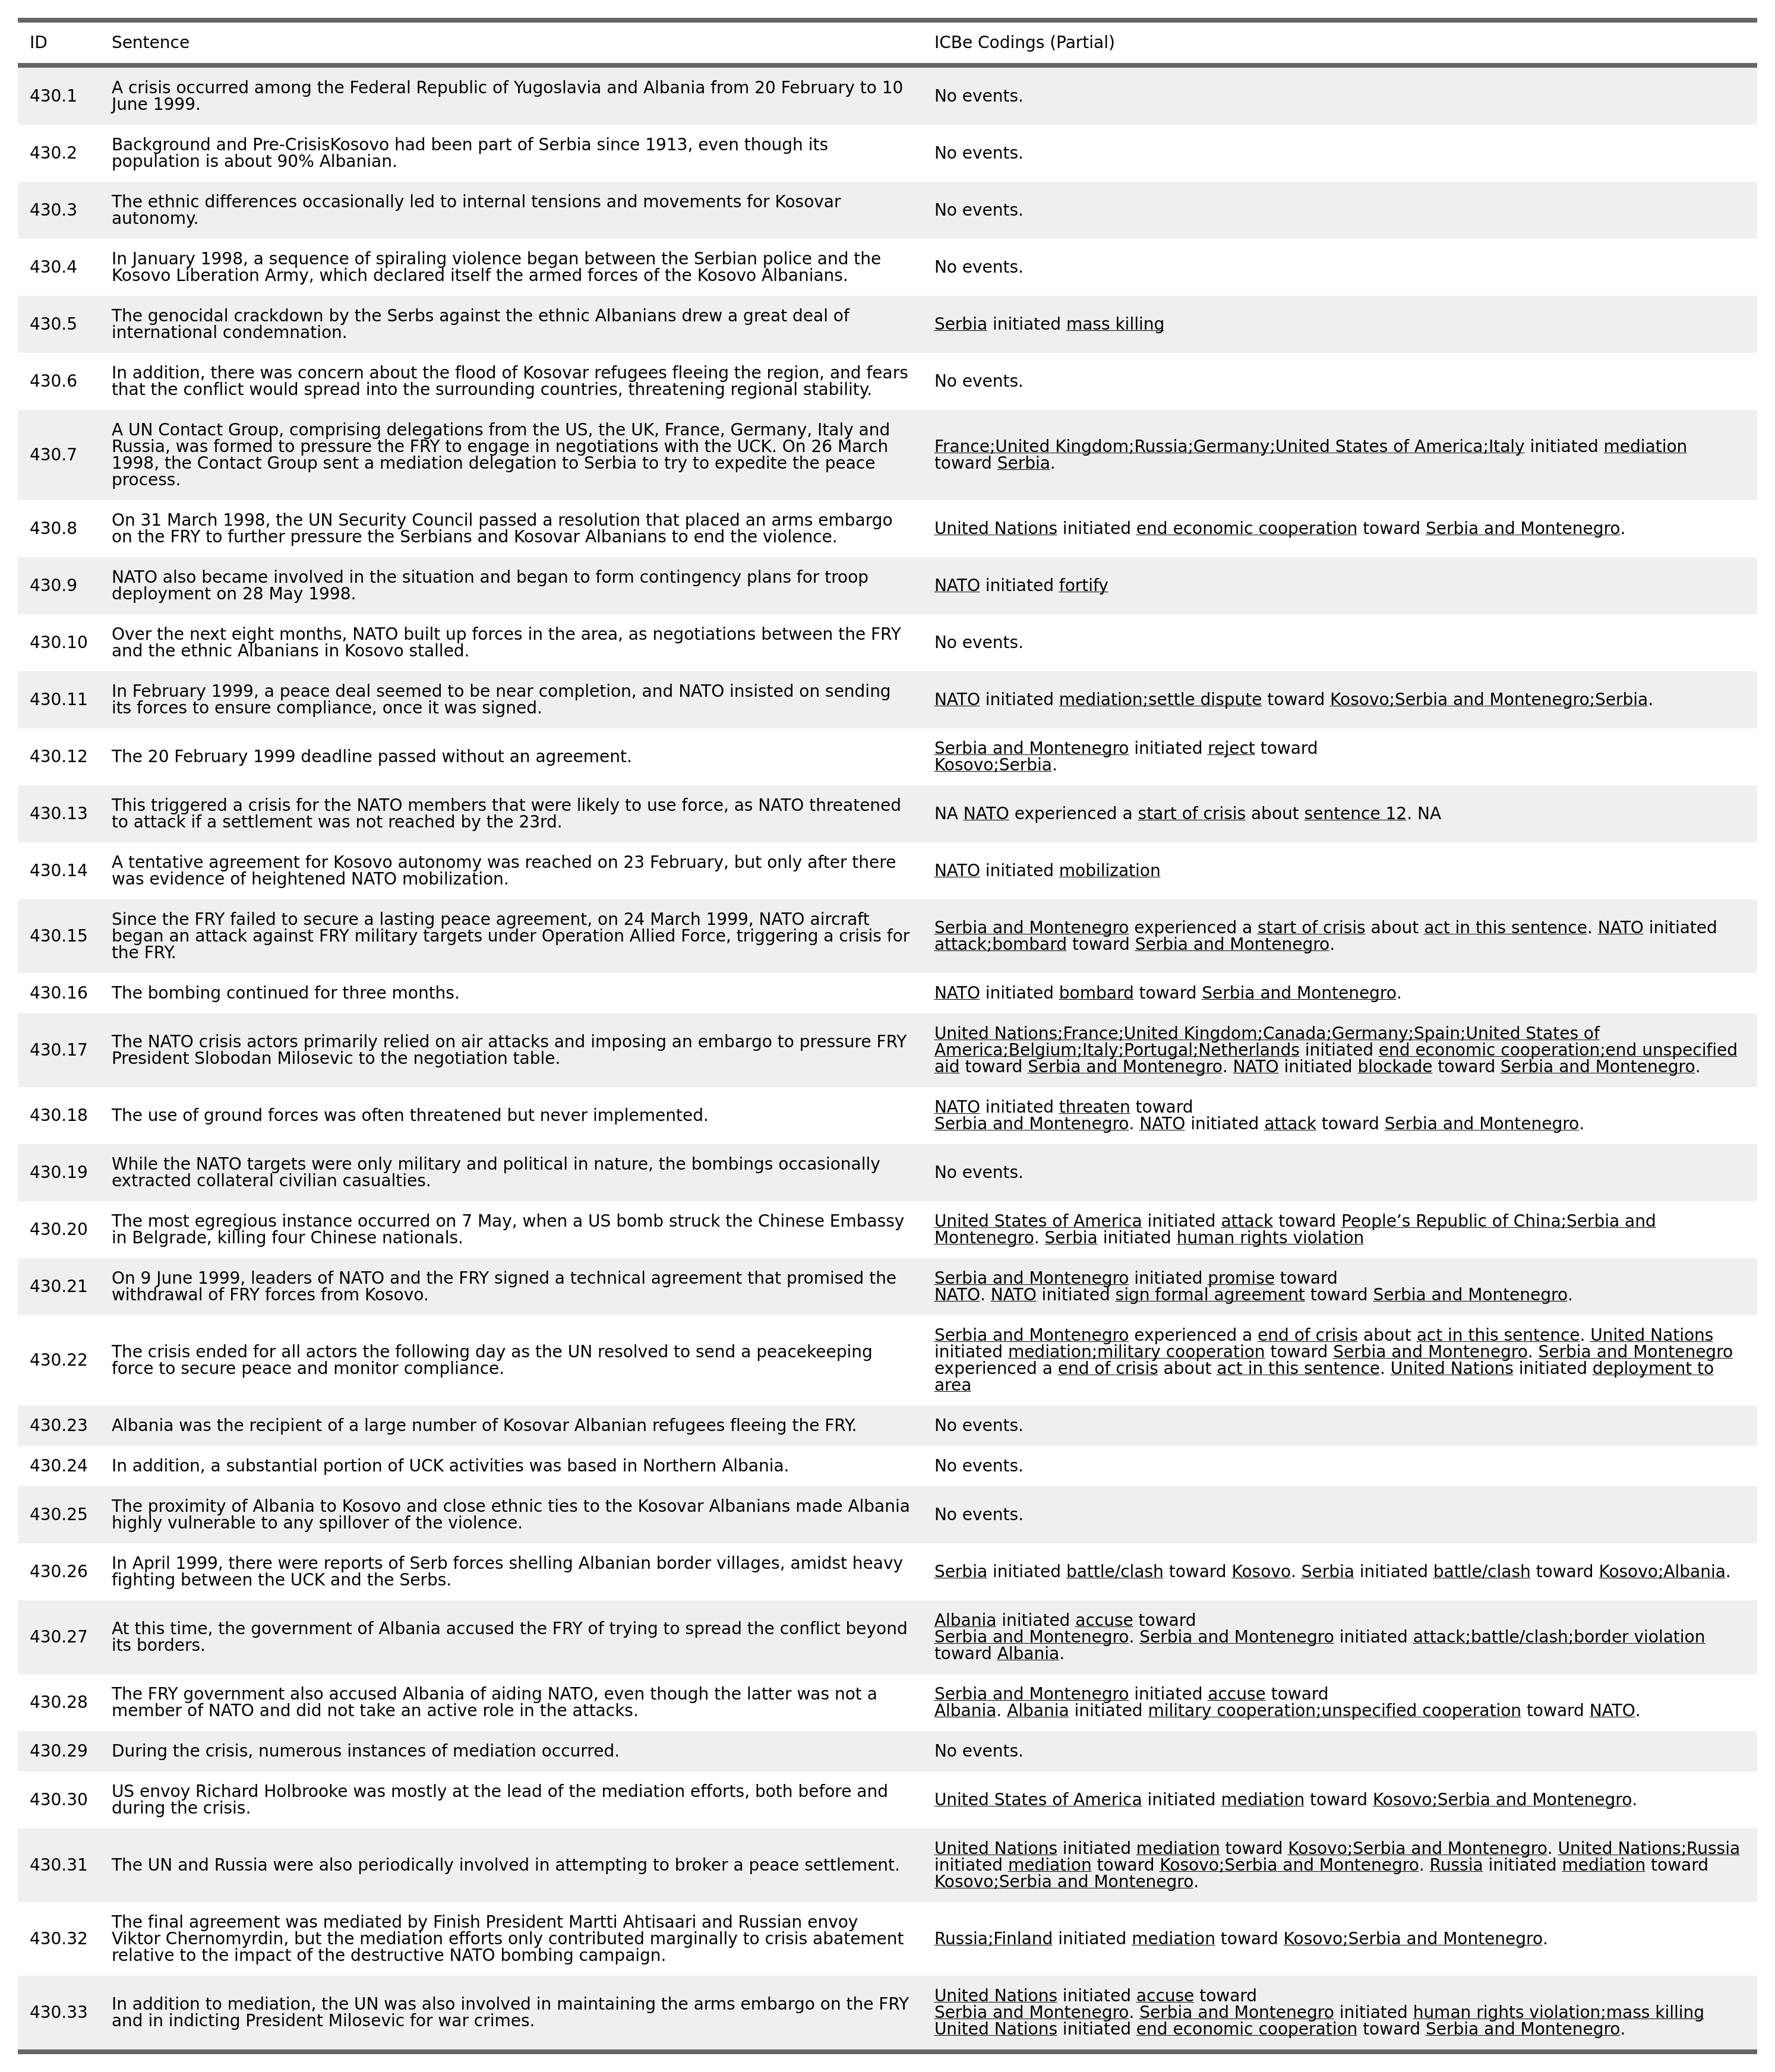 ID Sentence ICBe Codings (Partial)
430.1 A crisis occurred among the Federal Republic of Yugoslavia and Albania from 20 February to 10
June 1999.
No events.
430.2 Background and Pre-CrisisKosovo had been part of Serbia since 1913, even though its
population is about 90% Albanian.
No events.
430.3 The ethnic differences occasionally led to internal tensions and movements for Kosovar
autonomy.
No events.
430.4 In January 1998, a sequence of spiraling violence began between the Serbian police and the
Kosovo Liberation Army, which declared itself the armed forces of the Kosovo Albanians.
No events.
430.5 The genocidal crackdown by the Serbs against the ethnic Albanians drew a great deal of
international condemnation.
Serbia initiated mass killing
430.6 In addition, there was concern about the flood of Kosovar refugees fleeing the region, and fears
that the conflict would spread into the surrounding countries, threatening regional stability.
No events.
430.7 A UN Contact Group, comprising delegations from the US, the UK, France, Germany, Italy and
Russia, was formed to pressure the FRY to engage in negotiations with the UCK. On 26 March
1998, the Contact Group sent a mediation delegation to Serbia to try to expedite the peace
process.
France;United Kingdom;Russia;Germany;United States of America;Italy initiated mediation
toward Serbia.
430.8 On 31 March 1998, the UN Security Council passed a resolution that placed an arms embargo
on the FRY to further pressure the Serbians and Kosovar Albanians to end the violence.
United Nations initiated end economic cooperation toward Serbia and Montenegro.
430.9 NATO also became involved in the situation and began to form contingency plans for troop
deployment on 28 May 1998.
NATO initiated fortify
430.10 Over the next eight months, NATO built up forces in the area, as negotiations between the FRY
and the ethnic Albanians in Kosovo stalled.
No events.
430.11 In February 1999, a peace deal seemed to be near completion, and NATO insisted on sending
its forces to ensure compliance, once it was signed.
NATO initiated mediation;settle dispute toward Kosovo;Serbia and Montenegro;Serbia.
430.12 The 20 February 1999 deadline passed without an agreement.
Serbia and Montenegro initiated reject toward
Kosovo;Serbia.
430.13 This triggered a crisis for the NATO members that were likely to use force, as NATO threatened
to attack if a settlement was not reached by the 23rd.
NA NATO experienced a start of crisis about sentence 12. NA
430.14 A tentative agreement for Kosovo autonomy was reached on 23 February, but only after there
was evidence of heightened NATO mobilization.
NATO initiated mobilization
430.15 Since the FRY failed to secure a lasting peace agreement, on 24 March 1999, NATO aircraft
began an attack against FRY military targets under Operation Allied Force, triggering a crisis for
the FRY.
Serbia and Montenegro experienced a start of crisis about act in this sentence. NATO initiated
attack;bombard toward Serbia and Montenegro.
430.16 The bombing continued for three months.
NATO initiated bombard toward Serbia and Montenegro.
430.17 The NATO crisis actors primarily relied on air attacks and imposing an embargo to pressure FRY
President Slobodan Milosevic to the negotiation table.
United Nations;France;United Kingdom;Canada;Germany;Spain;United States of
America;Belgium;Italy;Portugal;Netherlands initiated end economic cooperation;end unspecified
aid toward Serbia and Montenegro. NATO initiated blockade toward Serbia and Montenegro.
430.18 The use of ground forces was often threatened but never implemented.
NATO initiated threaten toward
Serbia and Montenegro. NATO initiated attack toward Serbia and Montenegro.
430.19 While the NATO targets were only military and political in nature, the bombings occasionally
extracted collateral civilian casualties.
No events.
430.20 The most egregious instance occurred on 7 May, when a US bomb struck the Chinese Embassy
in Belgrade, killing four Chinese nationals.
United States of America initiated attack toward People’s Republic of China;Serbia and
Montenegro. Serbia initiated human rights violation
430.21 On 9 June 1999, leaders of NATO and the FRY signed a technical agreement that promised the
withdrawal of FRY forces from Kosovo.
Serbia and Montenegro initiated promise toward
NATO. NATO initiated sign formal agreement toward Serbia and Montenegro.
430.22 The crisis ended for all actors the following day as the UN resolved to send a peacekeeping
force to secure peace and monitor compliance.
Serbia and Montenegro experienced a end of crisis about act in this sentence. United Nations
initiated mediation;military cooperation toward Serbia and Montenegro. Serbia and Montenegro
experienced a end of crisis about act in this sentence. United Nations initiated deployment to
area
430.23 Albania was the recipient of a large number of Kosovar Albanian refugees fleeing the FRY.
No events.
430.24 In addition, a substantial portion of UCK activities was based in Northern Albania.
No events.
430.25 The proximity of Albania to Kosovo and close ethnic ties to the Kosovar Albanians made Albania
highly vulnerable to any spillover of the violence.
No events.
430.26 In April 1999, there were reports of Serb forces shelling Albanian border villages, amidst heavy
fighting between the UCK and the Serbs.
Serbia initiated battle/clash toward Kosovo. Serbia initiated battle/clash toward Kosovo;Albania.
430.27 At this time, the government of Albania accused the FRY of trying to spread the conflict beyond
its borders.
Albania initiated accuse toward
Serbia and Montenegro. Serbia and Montenegro initiated attack;battle/clash;border violation
toward Albania.
430.28 The FRY government also accused Albania of aiding NATO, even though the latter was not a
member of NATO and did not take an active role in the attacks.
Serbia and Montenegro initiated accuse toward
Albania. Albania initiated military cooperation;unspecified cooperation toward NATO.
430.29 During the crisis, numerous instances of mediation occurred.
No events.
430.30 US envoy Richard Holbrooke was mostly at the lead of the mediation efforts, both before and
during the crisis.
United States of America initiated mediation toward Kosovo;Serbia and Montenegro.
430.31 The UN and Russia were also periodically involved in attempting to broker a peace settlement.
United Nations initiated mediation toward Kosovo;Serbia and Montenegro. United Nations;Russia
initiated mediation toward Kosovo;Serbia and Montenegro. Russia initiated mediation toward
Kosovo;Serbia and Montenegro.
430.32 The final agreement was mediated by Finish President Martti Ahtisaari and Russian envoy
Viktor Chernomyrdin, but the mediation efforts only contributed marginally to crisis abatement
relative to the impact of the destructive NATO bombing campaign.
Russia;Finland initiated mediation toward Kosovo;Serbia and Montenegro.
430.33 In addition to mediation, the UN was also involved in maintaining the arms embargo on the FRY
and in indicting President Milosevic for war crimes.
United Nations initiated accuse toward
Serbia and Montenegro. Serbia and Montenegro initiated human rights violation;mass killing
United Nations initiated end economic cooperation toward Serbia and Montenegro.